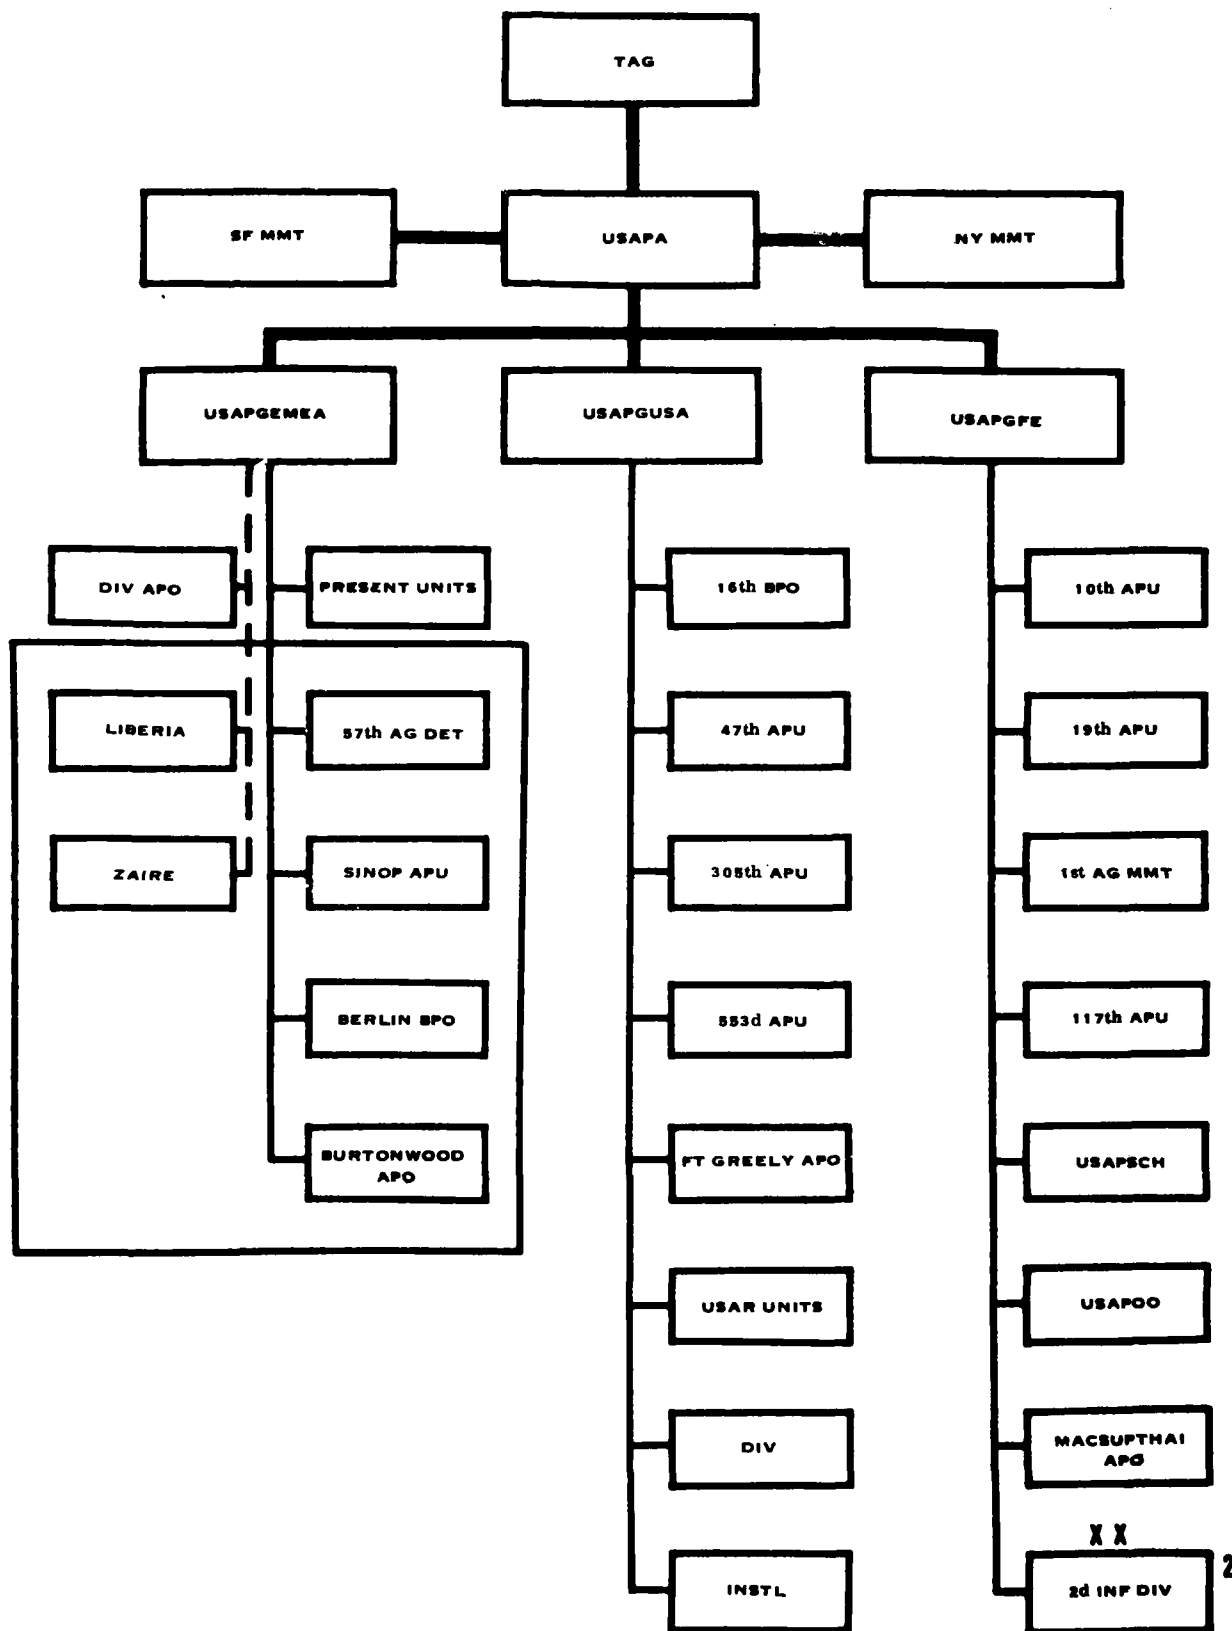 TAG
SF MMT
USAPA
NY MMT
USAPGEMEA
USAPGUSA
USAPGFE
DIV APO
PRESENT UNITS
16th BPO
10th APU
LIBERIA
57th AG DET
47th APU
19th APU
ZAIRE
SINOP APU
305th APU
1st AG MMT
BERLIN BPO
553d APU
117th APU
BURTONWOOD
APO
FT GREELY APO
USAPSCH
USAR UNITS
USAPOO
DIV
MACSUPTHAI
APO
X X
INSTL
2d INF DIV
2